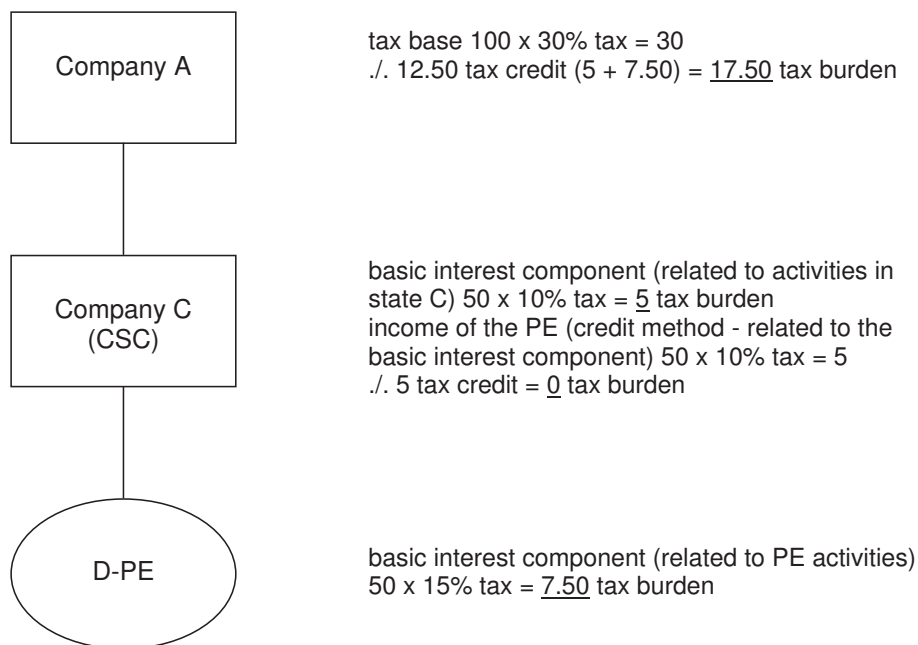 Company A
tax base 100 x 30% tax = 30
./. 12.50 tax credit (5 + 7.50) = 17.50 tax burden
Company C
(CSC)
basic interest component (related to activities in
state C) 50 x 10% tax = 5 tax burden
income of the PE (credit method - related to the
basic interest component) 50 x 10% tax = 5
./. 5 tax credit = 0 tax burden
D-PE
basic interest component (related to PE activities)
50 x 15% tax = 7.50 tax burden